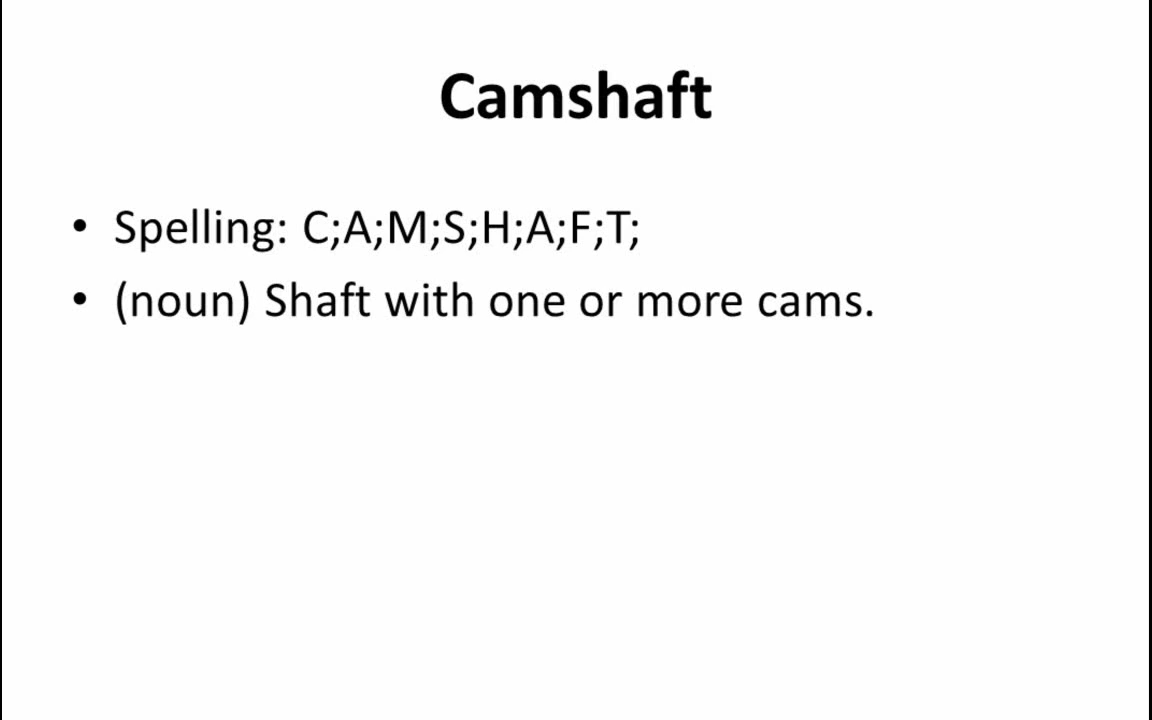 Camshaft
• Spelling: C;A;M;S;H;A;F;T;
• (noun) Shaft with one or more cams.